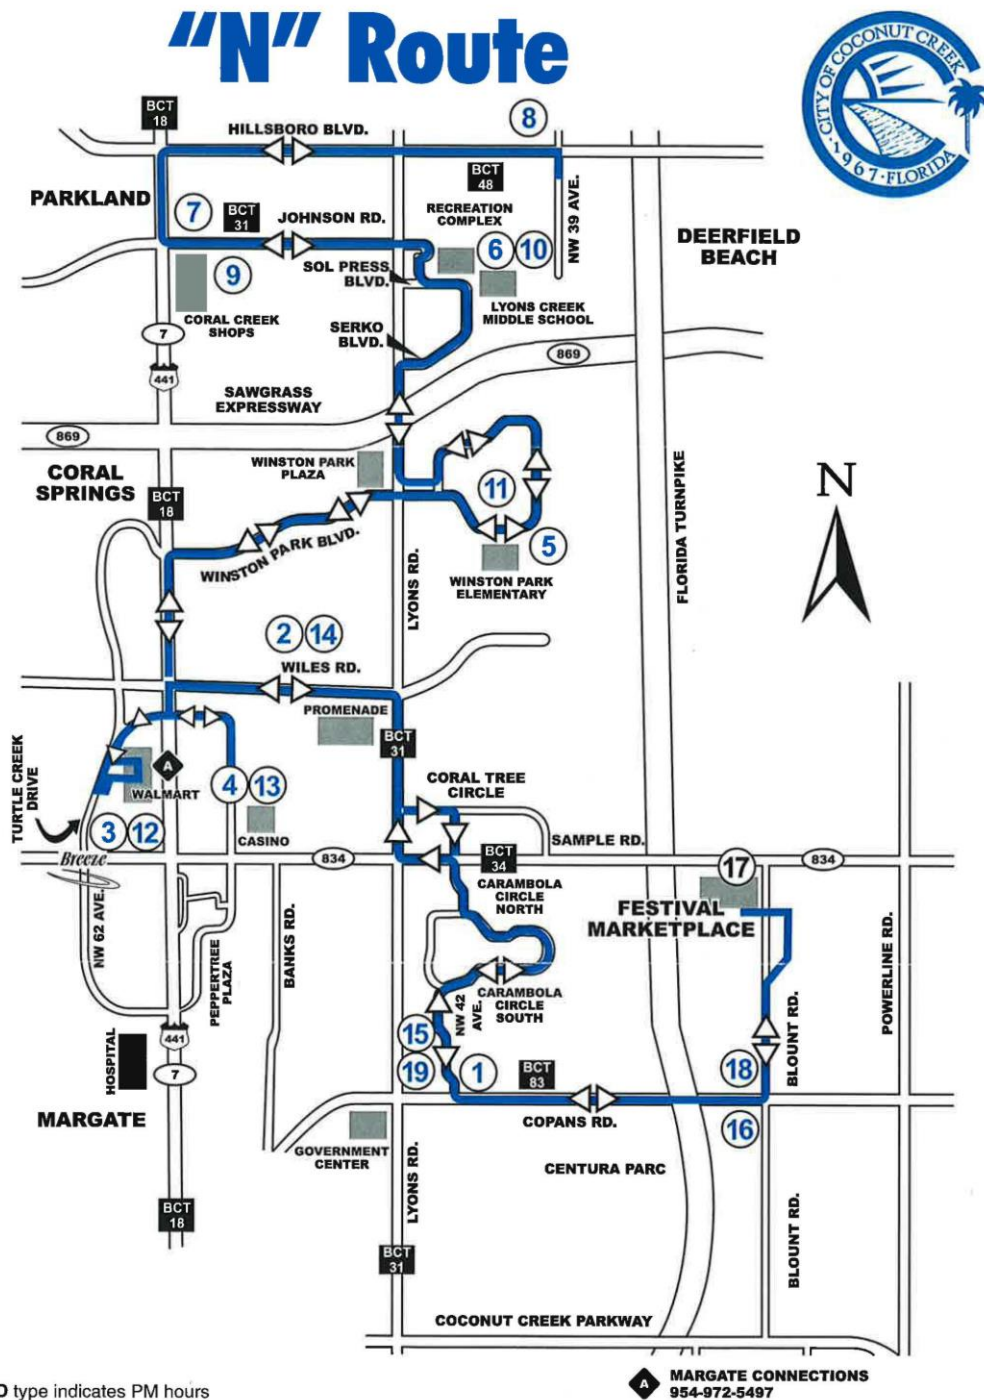 "N" Route
CITY OF COCONUT CREEK
1967 · FLORIDA
BCT
18
HILLSBORO BLVD.
8
BCT
48
PARKLAND
7
BCT
31
JOHNSON RD.
RECREATION
COMPLEX
6
10
NW 39 AVE.
DEERFIELD
BEACH
9
SOL PRESS
BLVD.
CORAL CREEK
SHOPS
LYONS CREEK
MIDDLE SCHOOL
7
SERKO
BLVD.
441
869
SAWGRASS
EXPRESSWAY
869
CORAL
SPRINGS
WINSTON PARK
PLAZA
BCT
18
11
N
WINSTON PARK BLVD.
5
WINSTON PARK
ELEMENTARY
LYONS RD.
FLORIDA TURNPIKE
2
14
WILES RD.
PROMENADE
BCT
31
TURTLE CREEK
DRIVE
A
WALMART
4
13
CORAL TREE
CIRCLE
3
12
CASINO
SAMPLE RD.
Breeze
834
BCT
34
17
834
CARAMBOLA
CIRCLE
NORTH
FESTIVAL
MARKETPLACE
NW 62 AVE.
PEPPERTREE
PLAZA
BANKS RD.
POWERLINE RD.
CARAMBOLA
CIRCLE
SOUTH
NW 42
AVE.
BLOUNT RD.
441
HOSPITAL
7
15
19
1
BCT
83
18
MARGATE
COPANS RD.
16
GOVERNMENT
CENTER
LYONS RD.
CENTURA PARC
BCT
18
BLOUNT RD.
BCT
31
COCONUT CREEK PARKWAY
D type indicates PM hours
A
MARGATE CONNECTIONS
954-972-5497